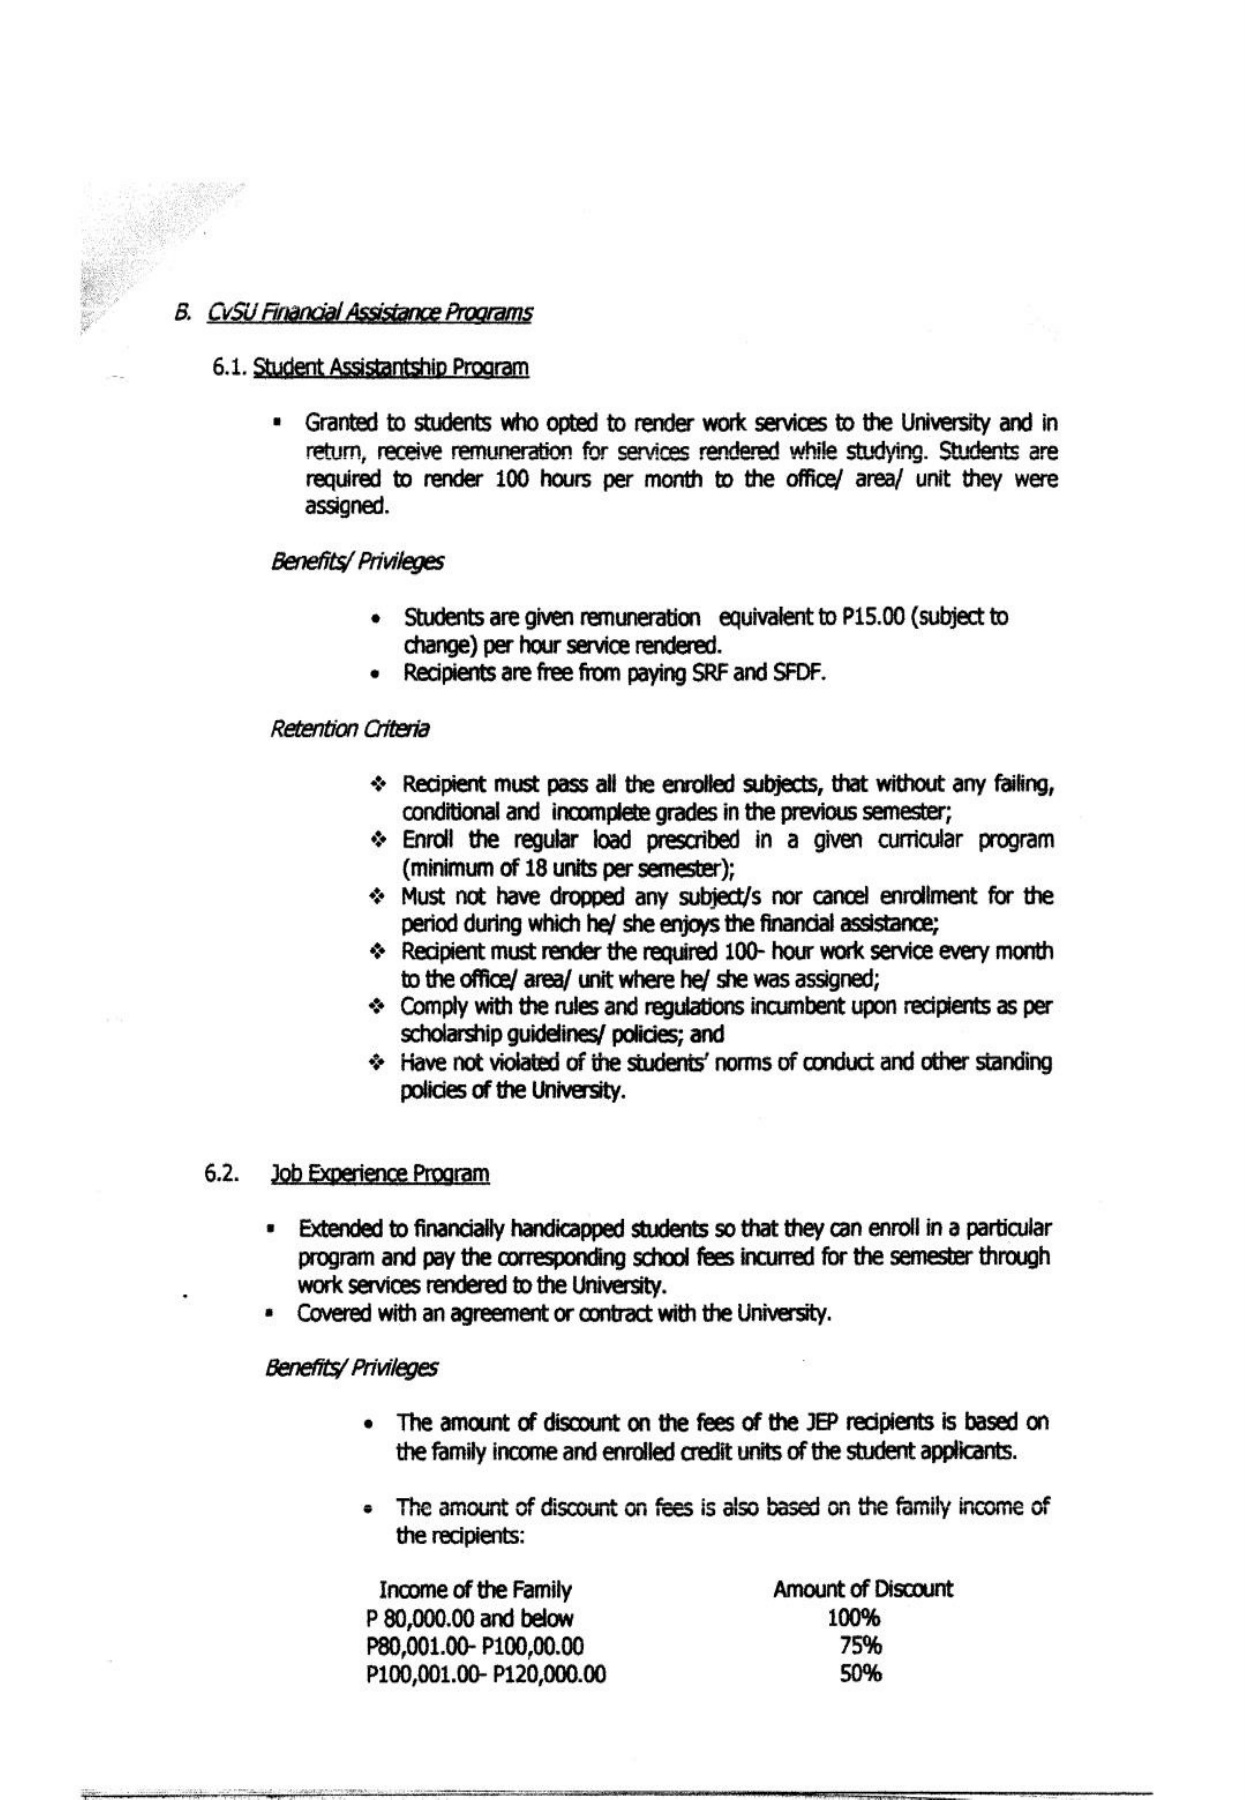 B. CvSU Financial Assistance Programs
6.1. Student Assistantship Program
▪ Granted to students who opted to render work services to the University and in
return, receive remuneration for services rendered while studying. Students are
required to render 100 hours per month to the office/ area/ unit they were
assigned.
Benefits/ Privileges
• Students are given remuneration equivalent to P15.00 (subject to
change) per hour service rendered.
• Recipients are free from paying SRF and SFDF.
Retention Criteria
❖ Recipient must pass all the enrolled subjects, that without any failing,
conditional and incomplete grades in the previous semester;
❖ Enroll the regular load prescribed in a given curricular program
(minimum of 18 units per semester);
❖ Must not have dropped any subject/s nor cancel enrollment for the
period during which he/ she enjoys the financial assistance;
❖ Recipient must render the required 100- hour work service every month
to the office/ area/ unit where he/ she was assigned;
❖ Comply with the rules and regulations incumbent upon recipients as per
scholarship guidelines/ policies; and
❖ Have not violated of the students' norms of conduct and other standing
policies of the University.
6.2. Job Experience Program
▪ Extended to financially handicapped students so that they can enroll in a particular
program and pay the corresponding school fees incurred for the semester through
work services rendered to the University.
▪ Covered with an agreement or contract with the University.
Benefits/ Privileges
• The amount of discount on the fees of the JEP recipients is based on
the family income and enrolled credit units of the student applicants.
• The amount of discount on fees is also based on the family income of
the recipients:
Income of the Family Amount of Discount
P 80,000.00 and below 100%
P80,001.00- P100,00.00 75%
P100,001.00- P120,000.00 50%